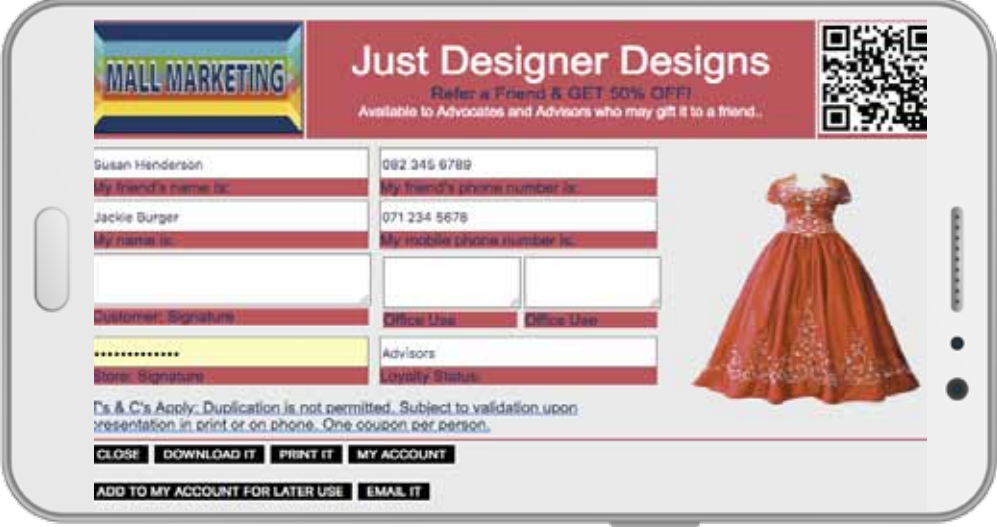 MALL MARKETING
Just Designer Designs
Refer a Friend & GET 50% OFF!
Available to Advocates and Advisors who may gift it to a friend..
Susan Henderson
082 345 6789
My friend's name is:
My friend's phone number is:
Jackie Burger
071 234 5678
My name is:
My mobile phone number is:
Customer: Signature
Office Use
Office Use
•••••••••••••
Advisors
Store: Signature
Loyalty Status:
T's & C's Apply: Duplication is not permitted. Subject to validation upon
presentation in print or on phone. One coupon per person.
CLOSE
DOWNLOAD IT
PRINT IT
MY ACCOUNT
ADD TO MY ACCOUNT FOR LATER USE
EMAIL IT